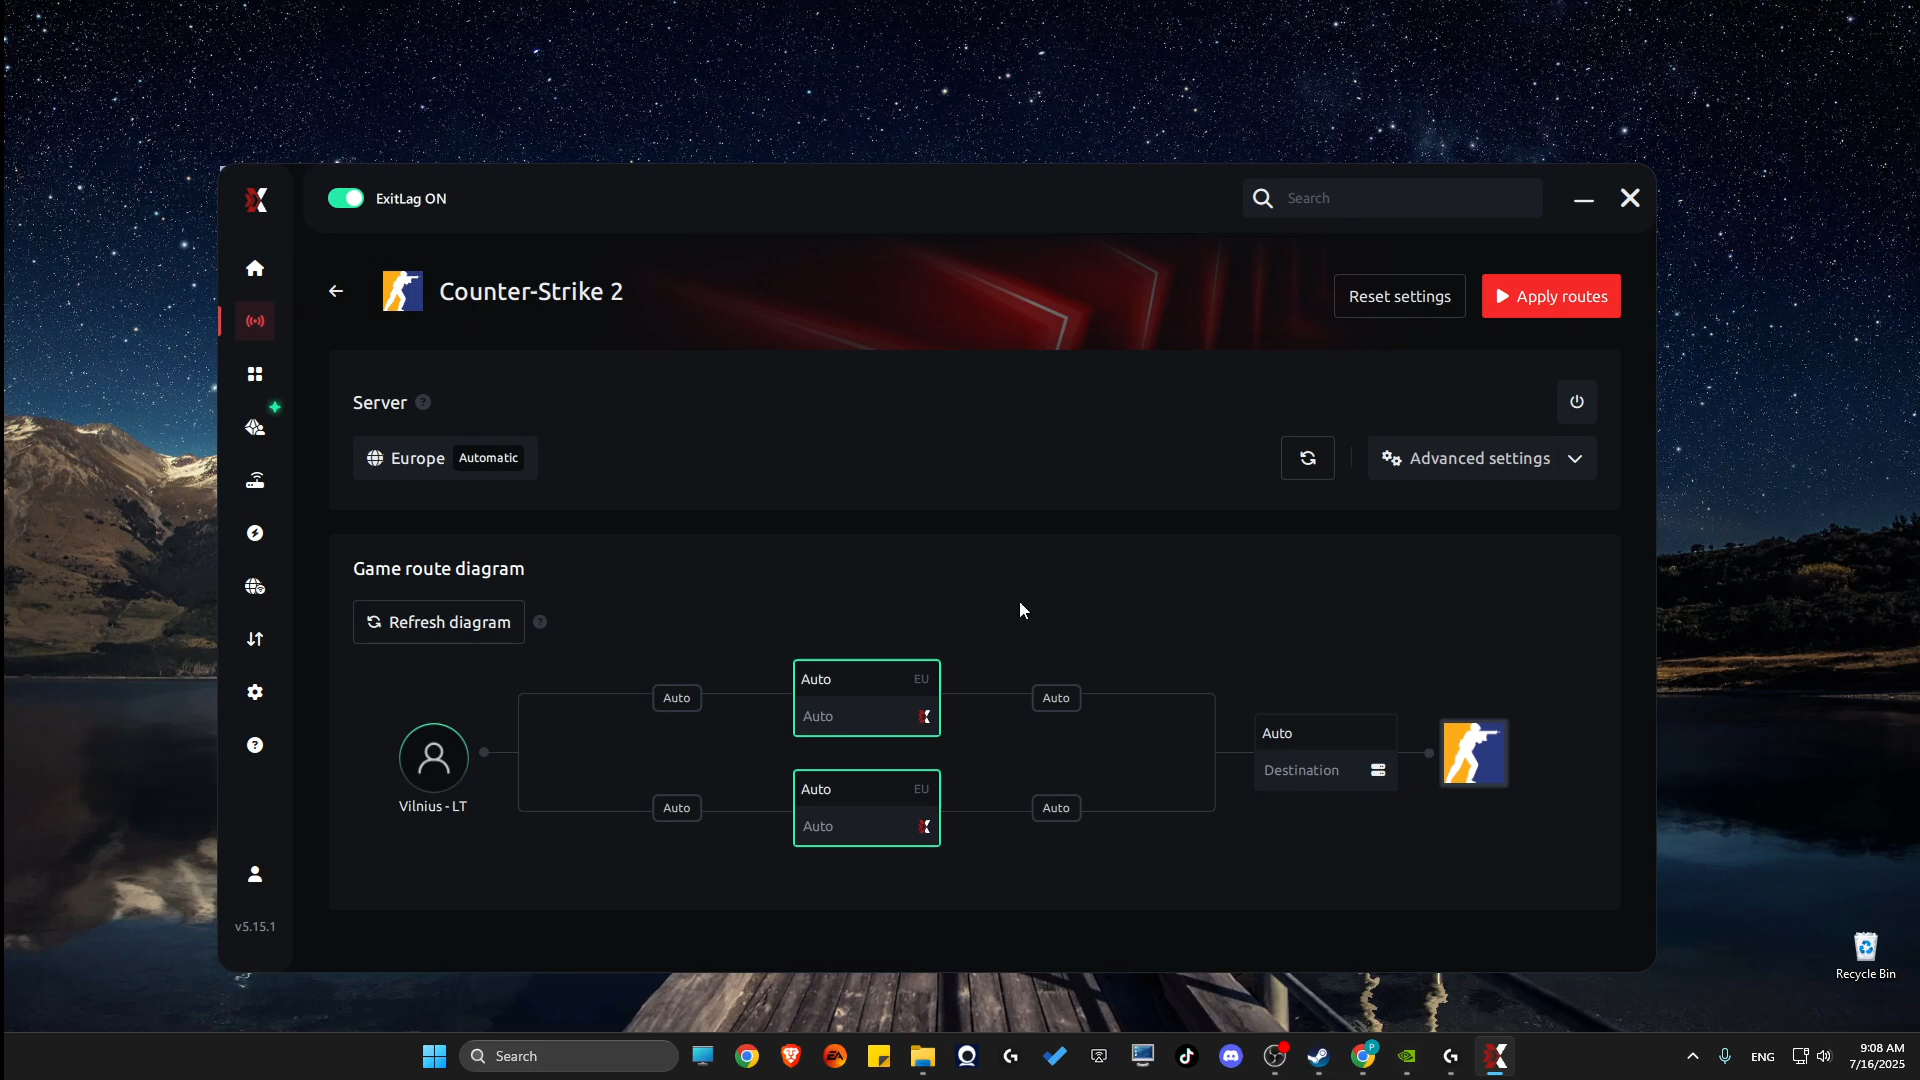 ExitLag ON
Search
Counter-Strike 2
Reset settings
Apply routes
Server ?
Europe Automatic
Advanced settings
Game route diagram
Refresh diagram ?
Auto
Auto EU
Auto
Auto
Auto
Destination
Vilnius - LT
Auto
Auto EU
Auto
Auto
v5.15.1
Recycle Bin
Search
EA
P
ENG
9:08 AM
7/16/2025